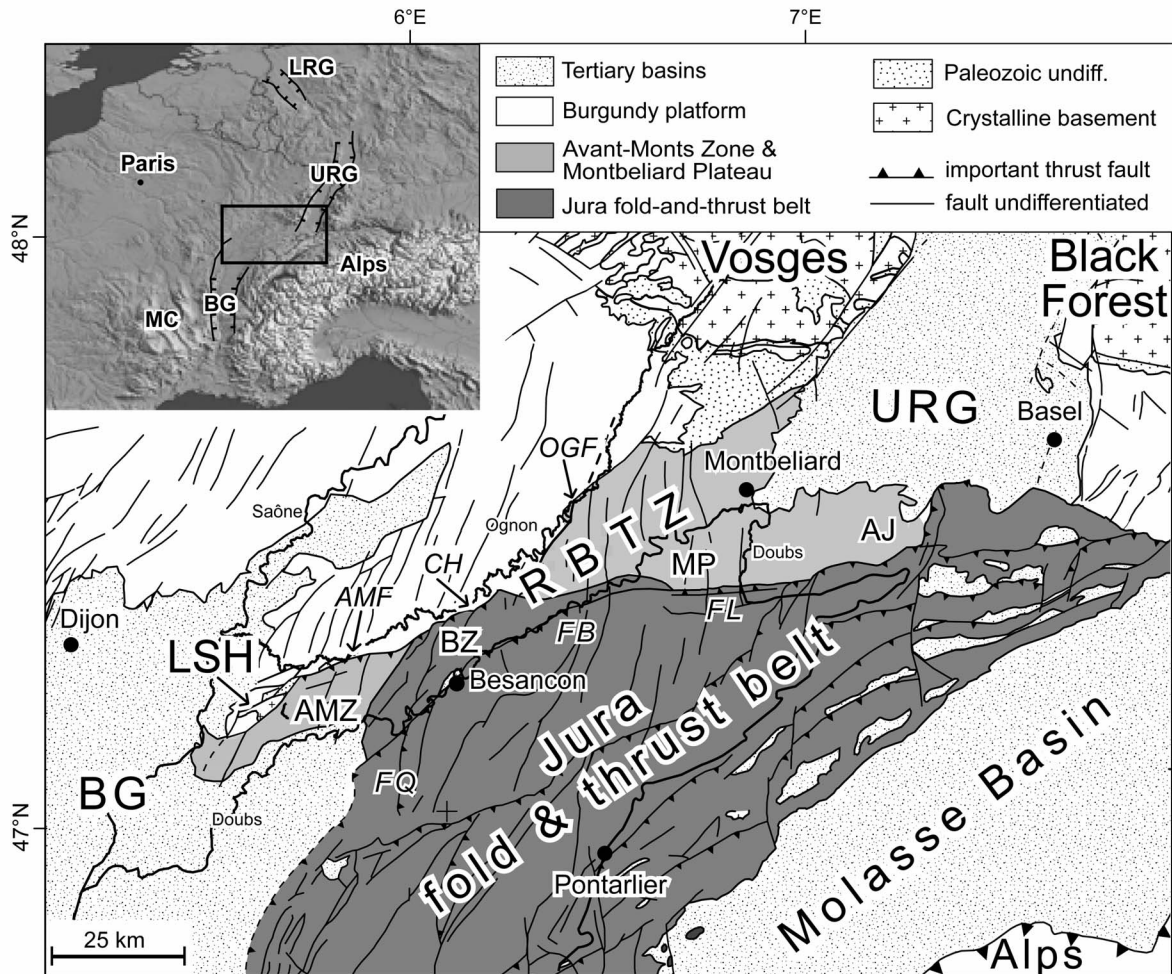 6°E
7°E
48°N
47°N
LRG
Paris
URG
Alps
BG
MC
Tertiary basins
Burgundy platform
Avant-Monts Zone &
Montbeliard Plateau
Jura fold-and-thrust belt
Paleozoic undiff.
Crystalline basement
important thrust fault
fault undifferentiated
Vosges
Black
Forest
URG
Basel
OGF
Montbeliard
Saône
Ognon
RBTZ
AJ
MP
Doubs
CH
AMF
FL
FB
Dijon
BZ
LSH
Besancon
AMZ
Jura
fold & thrust belt
FQ
BG
Doubs
Molasse Basin
Pontarlier
25 km
Alps